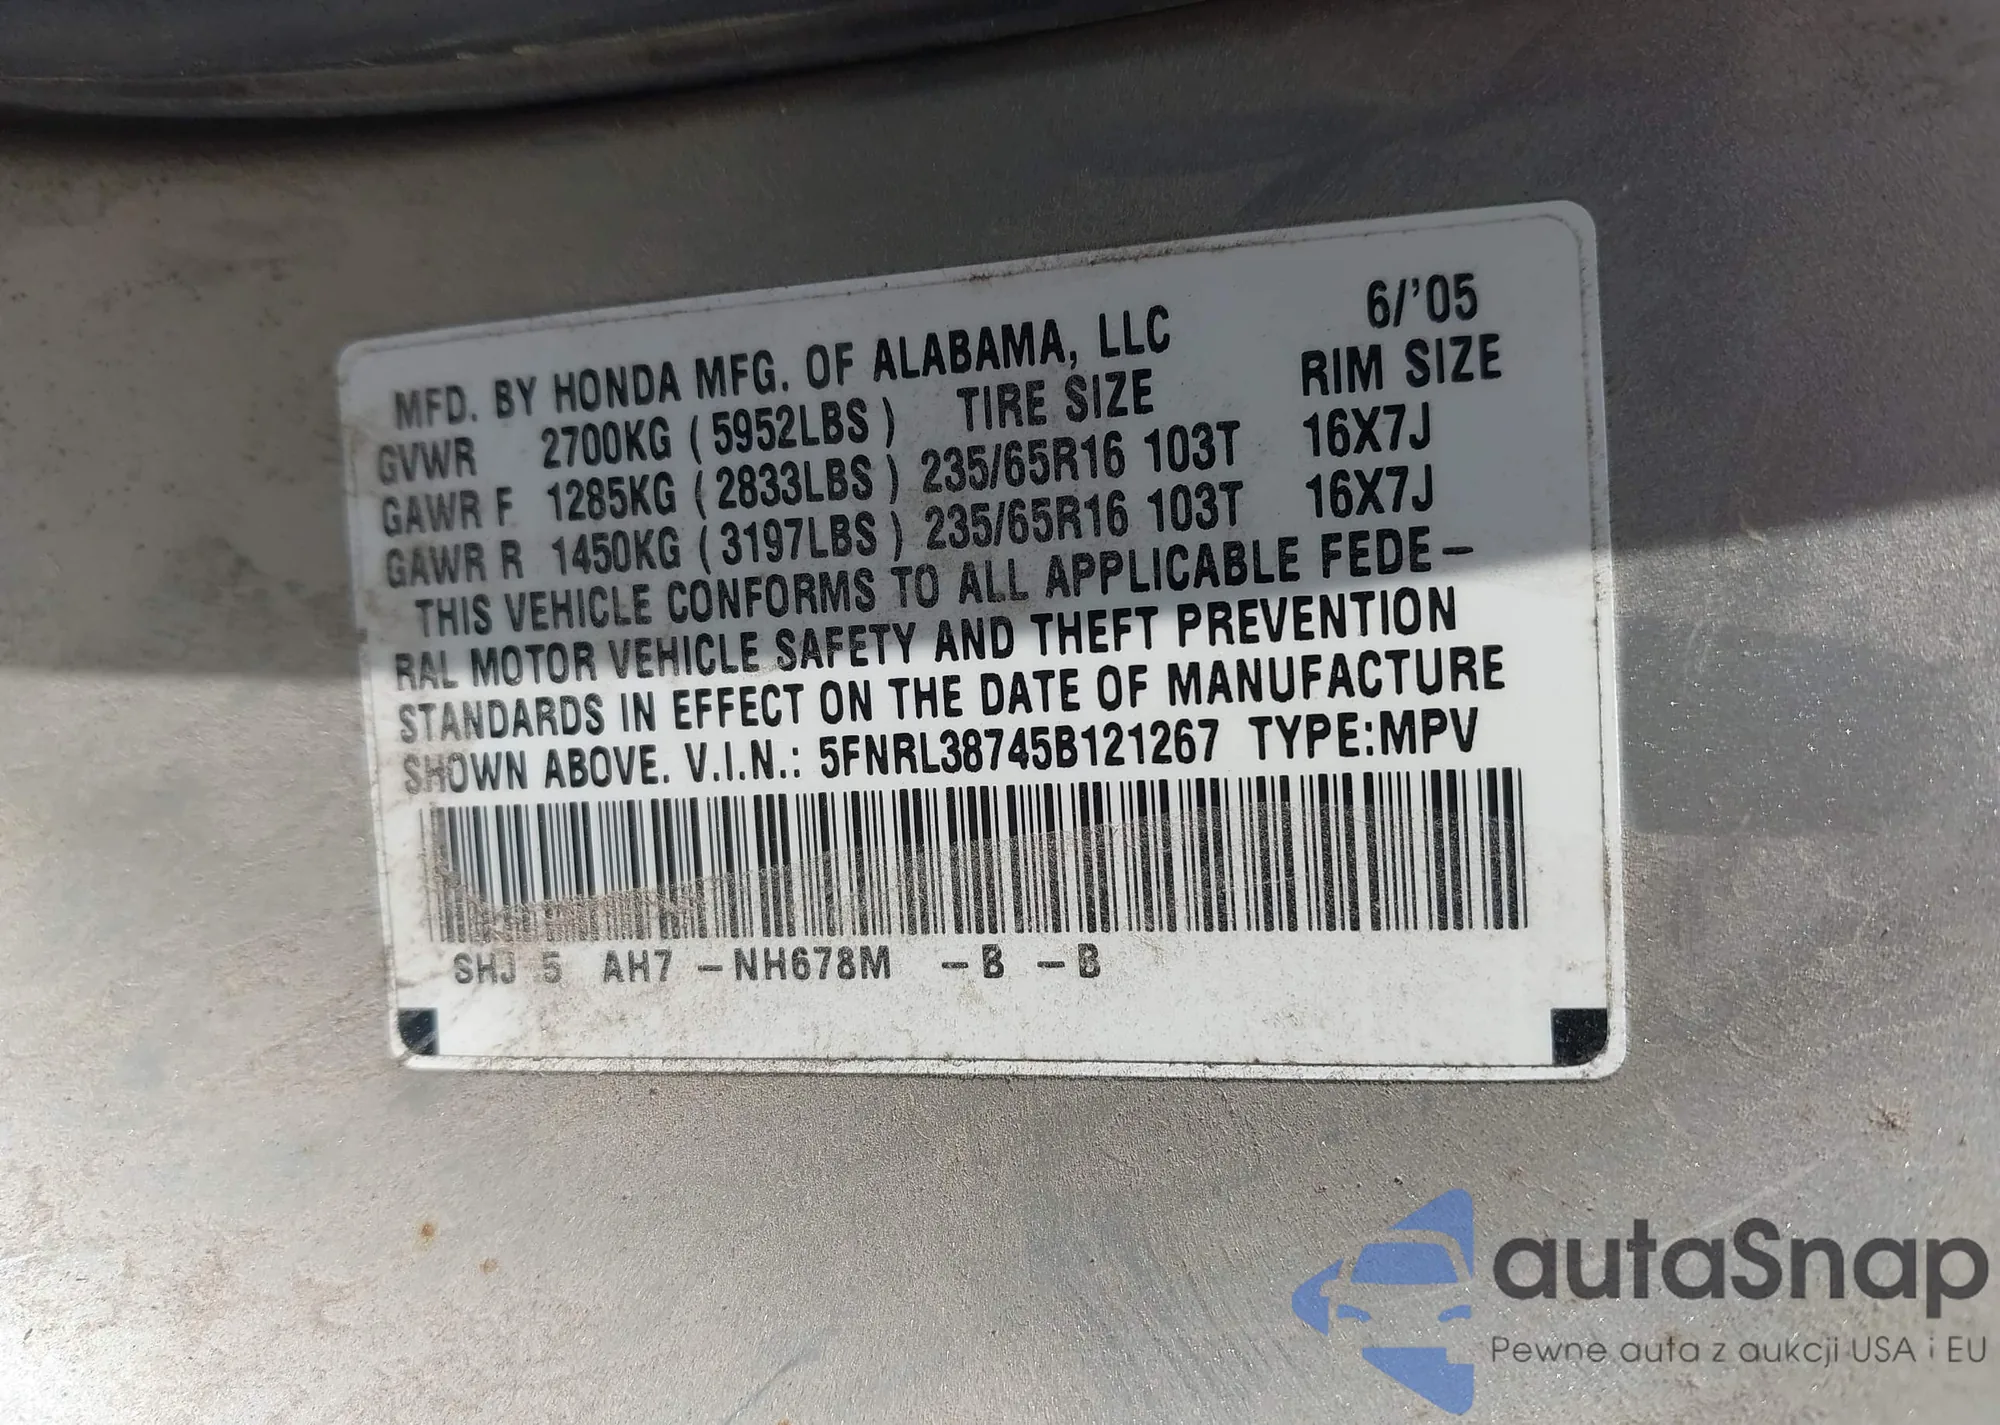 6/'05
MFD. BY HONDA MFG. OF ALABAMA, LLC
TIRE SIZE RIM SIZE
GVWR 2700KG (5952LBS)
GAWR F 1285KG (2833LBS) 235/65R16 103T 16X7J
GAWR R 1450KG (3197LBS) 235/65R16 103T 16X7J
THIS VEHICLE CONFORMS TO ALL APPLICABLE FEDE-
RAL MOTOR VEHICLE SAFETY AND THEFT PREVENTION
STANDARDS IN EFFECT ON THE DATE OF MANUFACTURE
SHOWN ABOVE. V.I.N.: 5FNRL38745B121267 TYPE:MPV
SHJ 5 AH7 -NH678M -B -B
autaSnap
Pewne auta z aukcji USA i EU